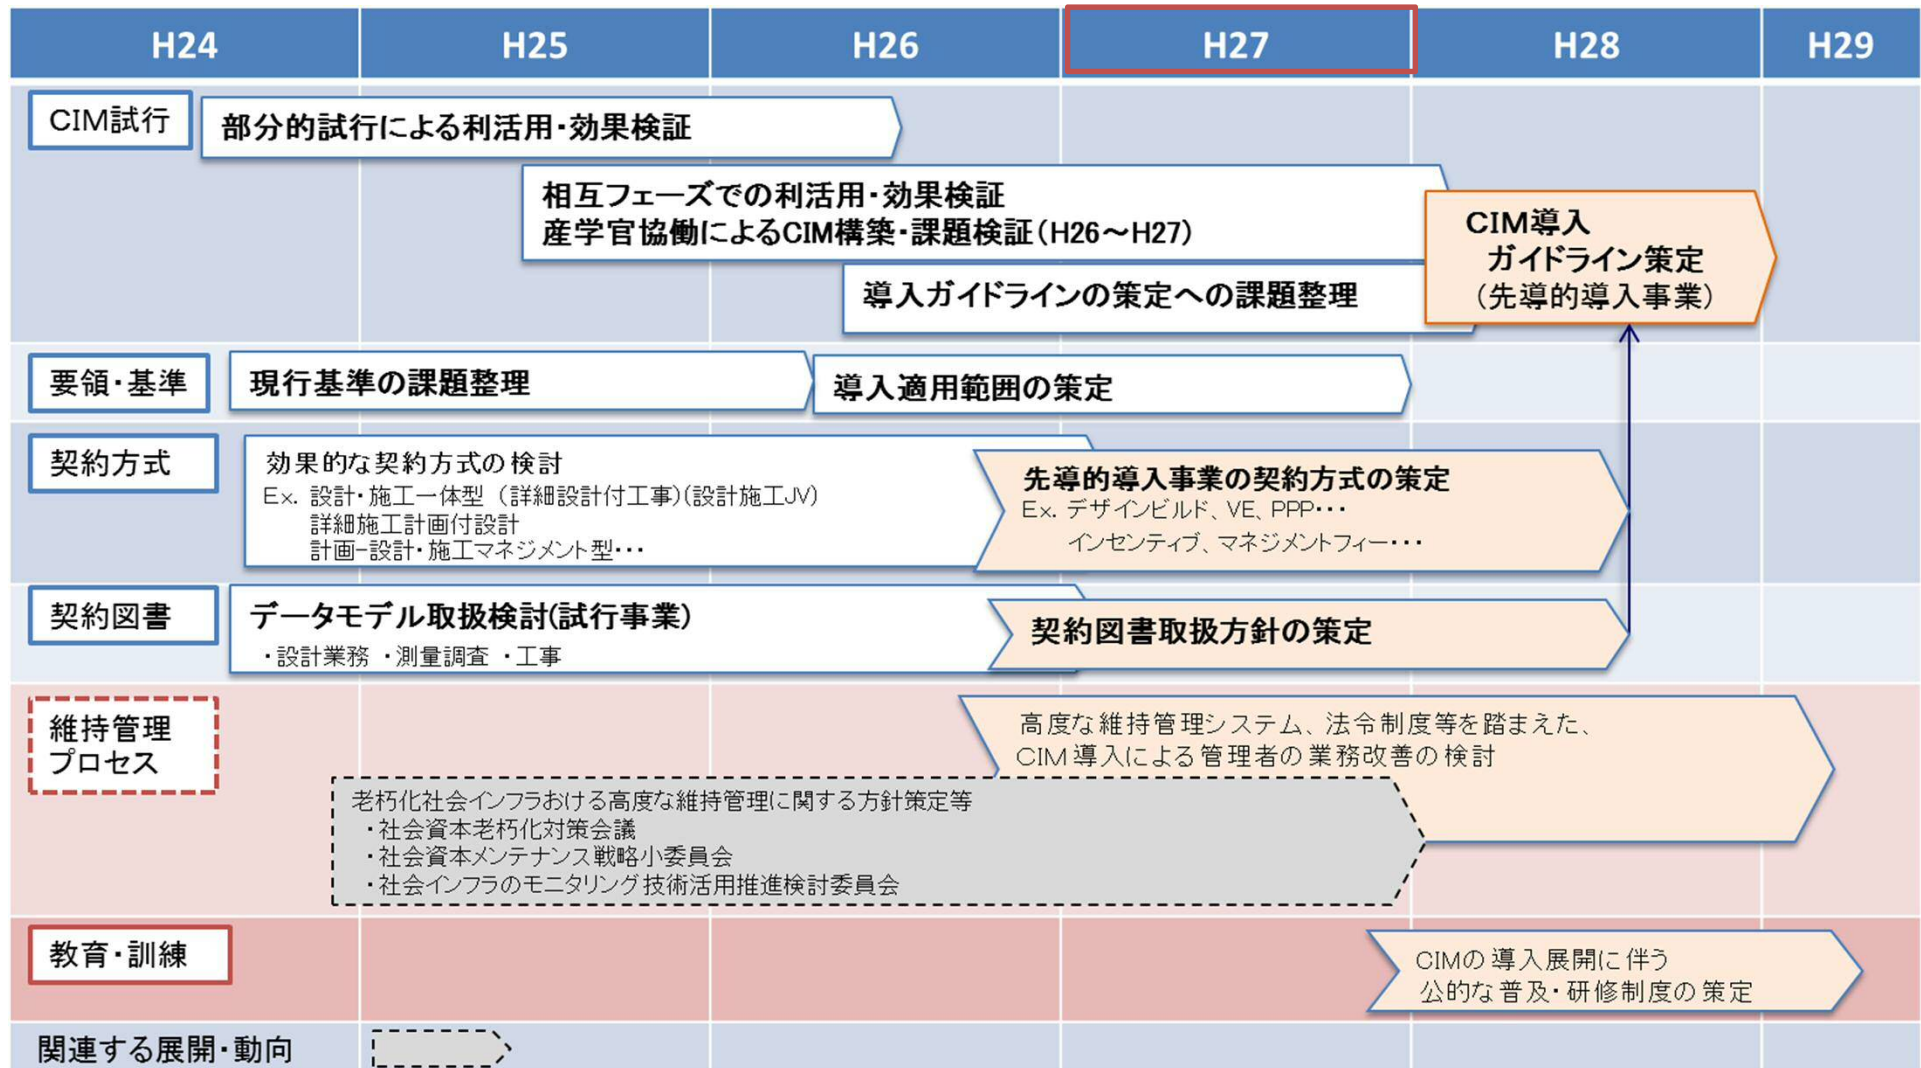 H24 H25 H26 H27 H28 H29
CIM試行
部分的試行による利活用・効果検証
相互フェーズでの利活用・効果検証
産学官協働によるCIM構築・課題検証(H26～H27)
導入ガイドラインの策定への課題整理
CIM導入
ガイドライン策定
(先導的導入事業)
要領・基準
現行基準の課題整理
導入適用範囲の策定
契約方式
効果的な契約方式の検討
Ex. 設計・施工一体型 (詳細設計付工事)(設計施工JV)
詳細施工計画付設計
計画-設計・施工マネジメント型・・・
先導的導入事業の契約方式の策定
Ex. デザインビルド、VE、PPP・・・
インセンティブ、マネジメントフィー・・・
契約図書
データモデル取扱検討(試行事業)
・設計業務 ・測量調査 ・工事
契約図書取扱方針の策定
維持管理
プロセス
高度な維持管理システム、法令制度等を踏まえた、
CIM導入による管理者の業務改善の検討
老朽化社会インフラおける高度な維持管理に関する方針策定等
・社会資本老朽化対策会議
・社会資本メンテナンス戦略小委員会
・社会インフラのモニタリング技術活用推進検討委員会
教育・訓練
CIMの導入展開に伴う
公的な普及・研修制度の策定
関連する展開・動向